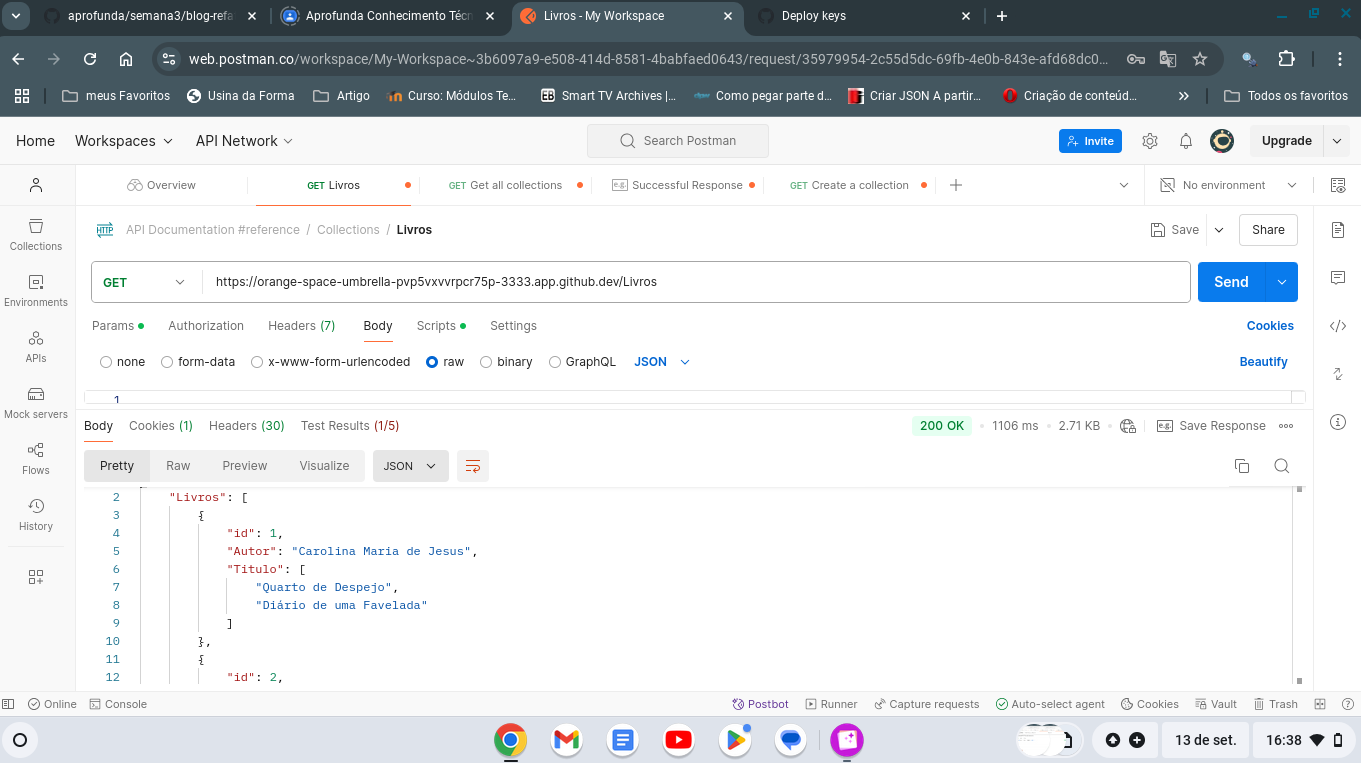 aprofunda/semana3/blog-refa
Aprofunda Conhecimento Técn
Livros - My Workspace
Deploy keys
web.postman.co/workspace/My-Workspace~3b6097a9-e508-414d-8581-4babfaed0643/request/35979954-2c55d5dc-69fb-4e0b-843e-afd68dc0...
meus Favoritos
Usina da Forma
Artigo
Curso: Módulos Te...
Smart TV Archives |...
Como pegar parte d...
Criar JSON A partir...
Criação de conteúd...
Todos os favoritos
Home
Workspaces
API Network
Search Postman
Invite
Upgrade
Overview
GET Livros
GET Get all collections
e.g. Successful Response
GET Create a collection
No environment
HTTP
API Documentation #reference / Collections / Livros
Save
Share
GET
https://orange-space-umbrella-pvp5vxvvrpcr75p-3333.app.github.dev/Livros
Send
Params
Authorization
Headers (7)
Body
Scripts
Settings
Cookies
none
form-data
x-www-form-urlencoded
raw
binary
GraphQL
JSON
Beautify
1
Body
Cookies (1)
Headers (30)
Test Results (1/5)
200 OK
1106 ms
2.71 KB
e.g. Save Response
Pretty
Raw
Preview
Visualize
JSON
2 "Livros": [
3 {
4 "id": 1,
5 "Autor": "Carolina Maria de Jesus",
6 "Titulo": [
7 "Quarto de Despejo",
8 "Diário de uma Favelada"
9 ]
10 },
11 {
12 "id": 2,
Collections
Environments
APIs
Mock servers
Flows
History
Online
Console
Postbot
Runner
Capture requests
Auto-select agent
Cookies
Vault
Trash
13 de set.
16:38